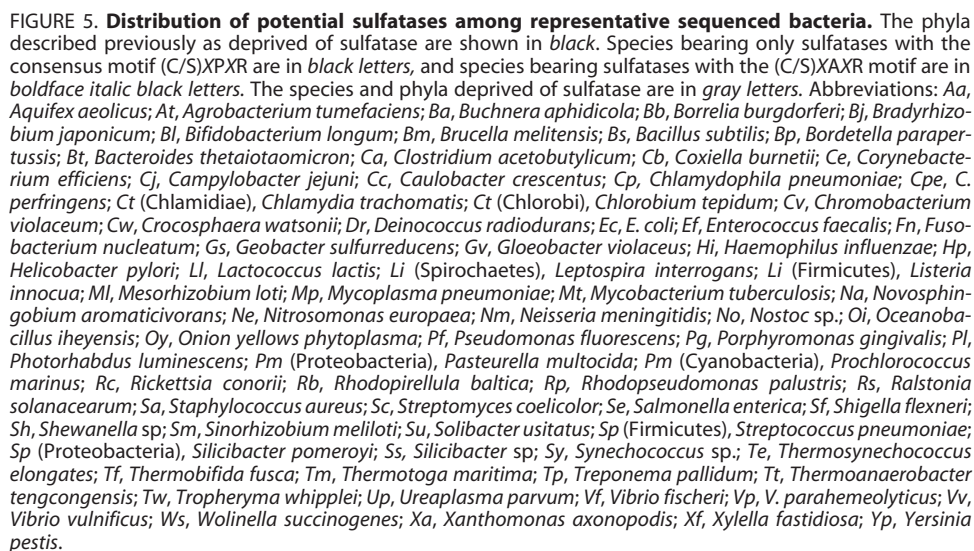 FIGURE 5. Distribution of potential sulfatases among representative sequenced bacteria. The phyla
described previously as deprived of sulfatase are shown in black. Species bearing only sulfatases with the
consensus motif (C/S)XPXR are in black letters, and species bearing sulfatases with the (C/S)XAXR motif are in
boldface italic black letters. The species and phyla deprived of sulfatase are in gray letters. Abbreviations: Aa,
Aquifex aeolicus; At, Agrobacterium tumefaciens; Ba, Buchnera aphidicola; Bb, Borrelia burgdorferi; Bj, Bradyrhizo-
bium japonicum; Bl, Bifidobacterium longum; Bm, Brucella melitensis; Bs, Bacillus subtilis; Bp, Bordetella paraper-
tussis; Bt, Bacteroides thetaiotaomicron; Ca, Clostridium acetobutylicum; Cb, Coxiella burnetii; Ce, Corynebacte-
rium efficiens; Cj, Campylobacter jejuni; Cc, Caulobacter crescentus; Cp, Chlamydophila pneumoniae; Cpe, C.
perfringens; Ct (Chlamidiae), Chlamydia trachomatis; Ct (Chlorobi), Chlorobium tepidum; Cv, Chromobacterium
violaceum; Cw, Crocosphaera watsonii; Dr, Deinococcus radiodurans; Ec, E. coli; Ef, Enterococcus faecalis; Fn, Fuso-
bacterium nucleatum; Gs, Geobacter sulfurreducens; Gv, Gloeobacter violaceus; Hi, Haemophilus influenzae; Hp,
Helicobacter pylori; Ll, Lactococcus lactis; Li (Spirochaetes), Leptospira interrogans; Li (Firmicutes), Listeria
innocua; Ml, Mesorhizobium loti; Mp, Mycoplasma pneumoniae; Mt, Mycobacterium tuberculosis; Na, Novosphin-
gobium aromaticivorans; Ne, Nitrosomonas europaea; Nm, Neisseria meningitidis; No, Nostoc sp.; Oi, Oceanoba-
cillus iheyensis; Oy, Onion yellows phytoplasma; Pf, Pseudomonas fluorescens; Pg, Porphyromonas gingivalis; Pl,
Photorhabdus luminescens; Pm (Proteobacteria), Pasteurella multocida; Pm (Cyanobacteria), Prochlorococcus
marinus; Rc, Rickettsia conorii; Rb, Rhodopirellula baltica; Rp, Rhodopseudomonas palustris; Rs, Ralstonia
solanacearum; Sa, Staphylococcus aureus; Sc, Streptomyces coelicolor; Se, Salmonella enterica; Sf, Shigella flexneri;
Sh, Shewanella sp; Sm, Sinorhizobium meliloti; Su, Solibacter usitatus; Sp (Firmicutes), Streptococcus pneumoniae;
Sp (Proteobacteria), Silicibacter pomeroyi; Ss, Silicibacter sp; Sy, Synechococcus sp.; Te, Thermosynechococcus
elongates; Tf, Thermobifida fusca; Tm, Thermotoga maritima; Tp, Treponema pallidum; Tt, Thermoanaerobacter
tengcongensis; Tw, Tropheryma whipplei; Up, Ureaplasma parvum; Vf, Vibrio fischeri; Vp, V. parahemeolyticus; Vv,
Vibrio vulnificus; Ws, Wolinella succinogenes; Xa, Xanthomonas axonopodis; Xf, Xylella fastidiosa; Yp, Yersinia
pestis.